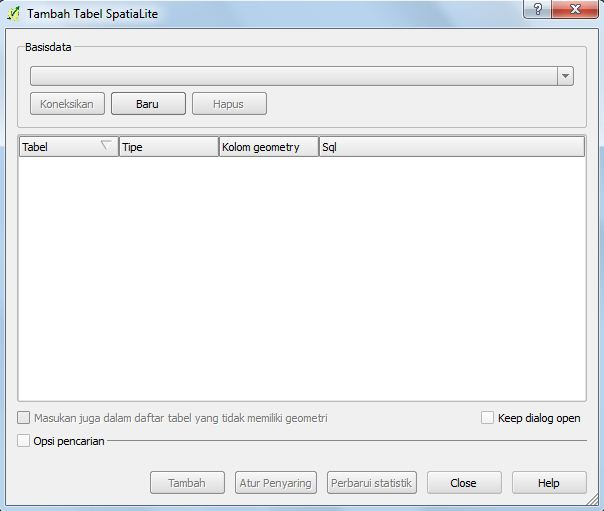 Tambah Tabel SpatiaLite
Basisdata
Koneksikan Baru Hapus
Tabel Tipe Kolom geometry Sql
Masukan juga dalam daftar tabel yang tidak memiliki geometri Keep dialog open
Opsi pencarian
Tambah Atur Penyaring Perbarui statistik Close Help